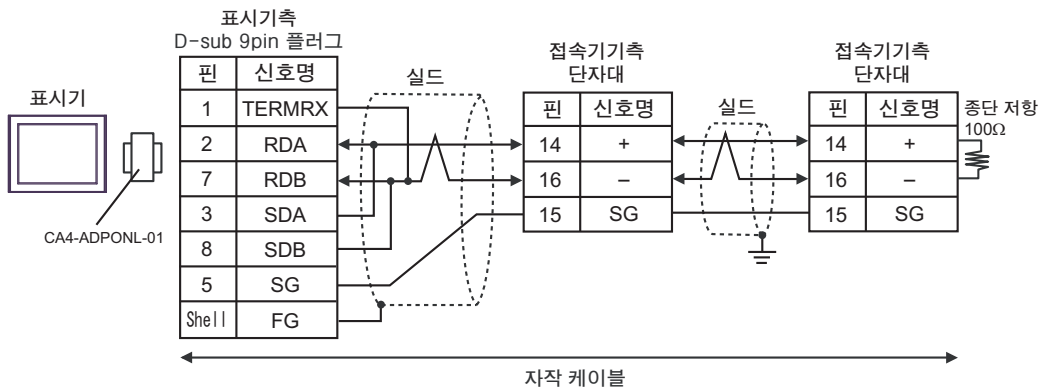 표시기
CA4-ADPONL-01
표시기측
D-sub 9pin 플러그
핀 신호명
1 TERMRX
2 RDA
7 RDB
3 SDA
8 SDB
5 SG
Shell FG
실드
접속기기측
단자대
핀 신호명
14 +
16 –
15 SG
실드
접속기기측
단자대
핀 신호명
14 +
16 –
15 SG
종단 저항
100Ω
자작 케이블